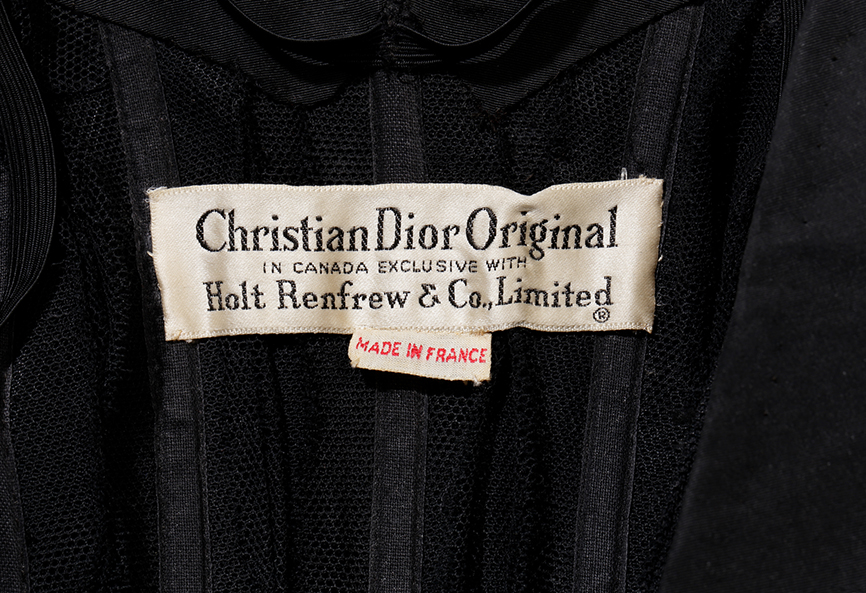 Christian Dior Original
IN CANADA EXCLUSIVE WITH
Holt Renfrew & Co., Limited
®
MADE IN FRANCE